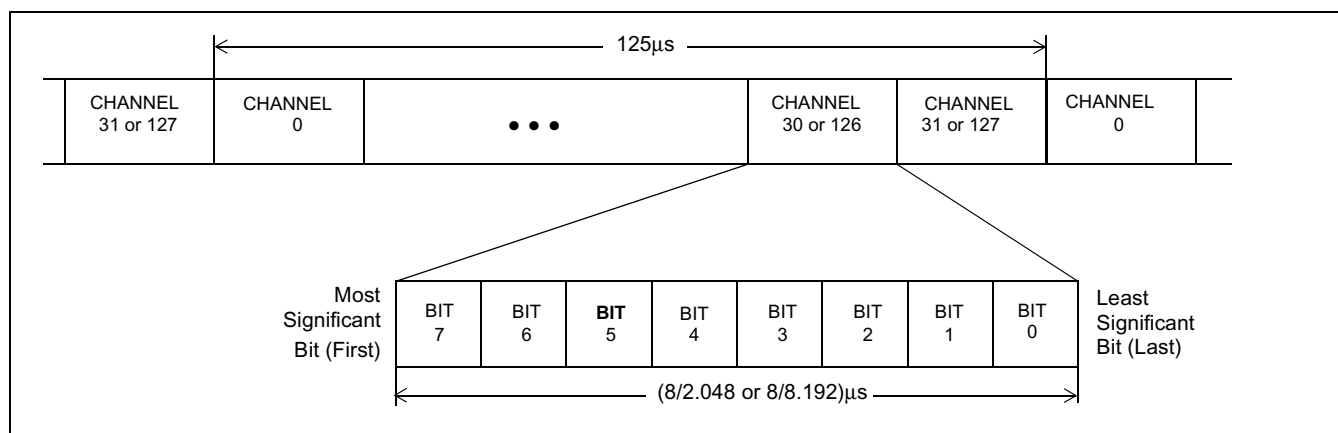 125μs
CHANNEL
31 or 127
CHANNEL
0
• • •
CHANNEL
30 or 126
CHANNEL
31 or 127
CHANNEL
0
Most
Significant
Bit (First)
BIT
7
BIT
6
BIT
5
BIT
4
BIT
3
BIT
2
BIT
1
BIT
0
Least
Significant
Bit (Last)
(8/2.048 or 8/8.192)μs